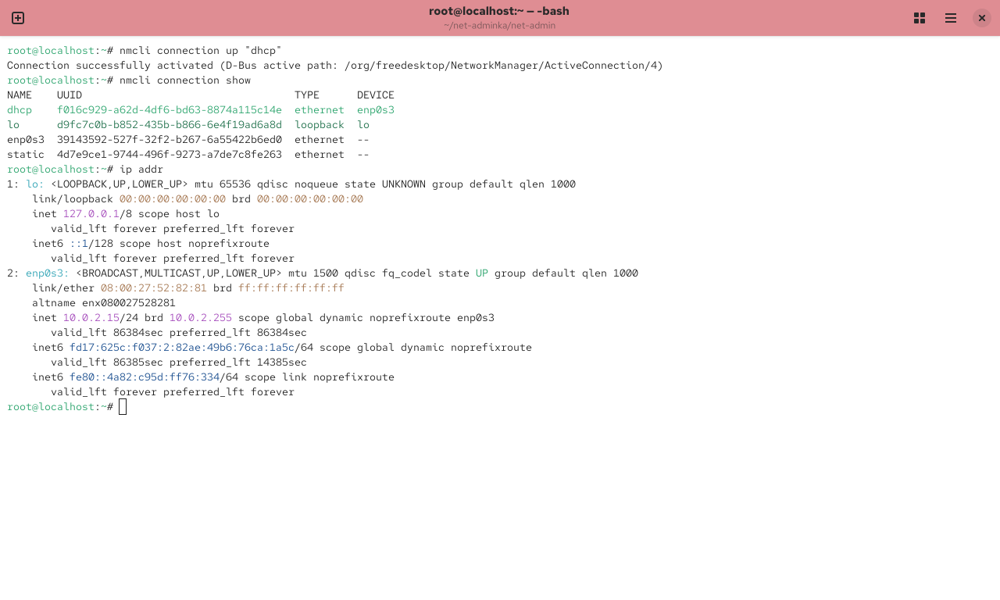 root@localhost:~ — -bash
~/net-adminka/net-admin
root@localhost:~# nmcli connection up "dhcp"
Connection successfully activated (D-Bus active path: /org/freedesktop/NetworkManager/ActiveConnection/4)
root@localhost:~# nmcli connection show
NAME    UUID                                  TYPE      DEVICE
dhcp    f016c929-a62d-4df6-bd63-8874a115c14e  ethernet  enp0s3
lo      d9fc7c0b-b852-435b-b866-6e4f19ad6a8d  loopback  lo
enp0s3  39143592-527f-32f2-b267-6a55422b6ed0  ethernet  --
static  4d7e9ce1-9744-496f-9273-a7de7c8fe263  ethernet  --
root@localhost:~# ip addr
1: lo: <LOOPBACK,UP,LOWER_UP> mtu 65536 qdisc noqueue state UNKNOWN group default qlen 1000
    link/loopback 00:00:00:00:00:00 brd 00:00:00:00:00:00
    inet 127.0.0.1/8 scope host lo
       valid_lft forever preferred_lft forever
    inet6 ::1/128 scope host noprefixroute
       valid_lft forever preferred_lft forever
2: enp0s3: <BROADCAST,MULTICAST,UP,LOWER_UP> mtu 1500 qdisc fq_codel state UP group default qlen 1000
    link/ether 08:00:27:52:82:81 brd ff:ff:ff:ff:ff:ff
    altname enx080027528281
    inet 10.0.2.15/24 brd 10.0.2.255 scope global dynamic noprefixroute enp0s3
       valid_lft 86384sec preferred_lft 86384sec
    inet6 fd17:625c:f037:2:82ae:49b6:76ca:1a5c/64 scope global dynamic noprefixroute
       valid_lft 86385sec preferred_lft 14385sec
    inet6 fe80::4a82:c95d:ff76:334/64 scope link noprefixroute
       valid_lft forever preferred_lft forever
root@localhost:~#